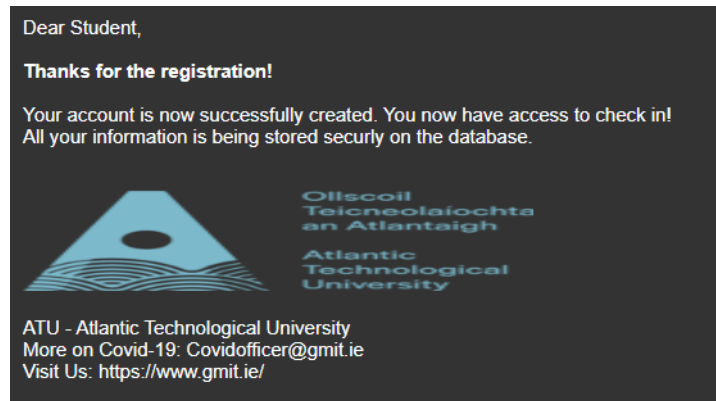 Dear Student,
Thanks for the registration!
Your account is now successfully created. You now have access to check in!
All your information is being stored securly on the database.
Ollscoil
Teicneolaíochta
an Atlantaigh
Atlantic
Technological
University
ATU - Atlantic Technological University
More on Covid-19: Covidofficer@gmit.ie
Visit Us: https://www.gmit.ie/